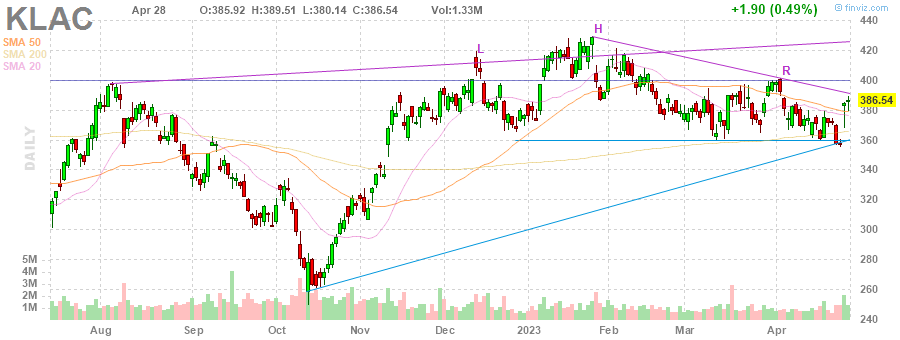 KLAC Apr 28 O:385.92 H:389.51 L:380.14 C:386.54 Vol:1.33M +1.90 (0.49%) © finviz.com
SMA 50
SMA 200
SMA 20
DAILY
L
H
R
440
420
400
386.54
380
360
340
320
300
280
260
240
5M
4M
3M
2M
1M
Aug Sep Oct Nov Dec 2023 Feb Mar Apr